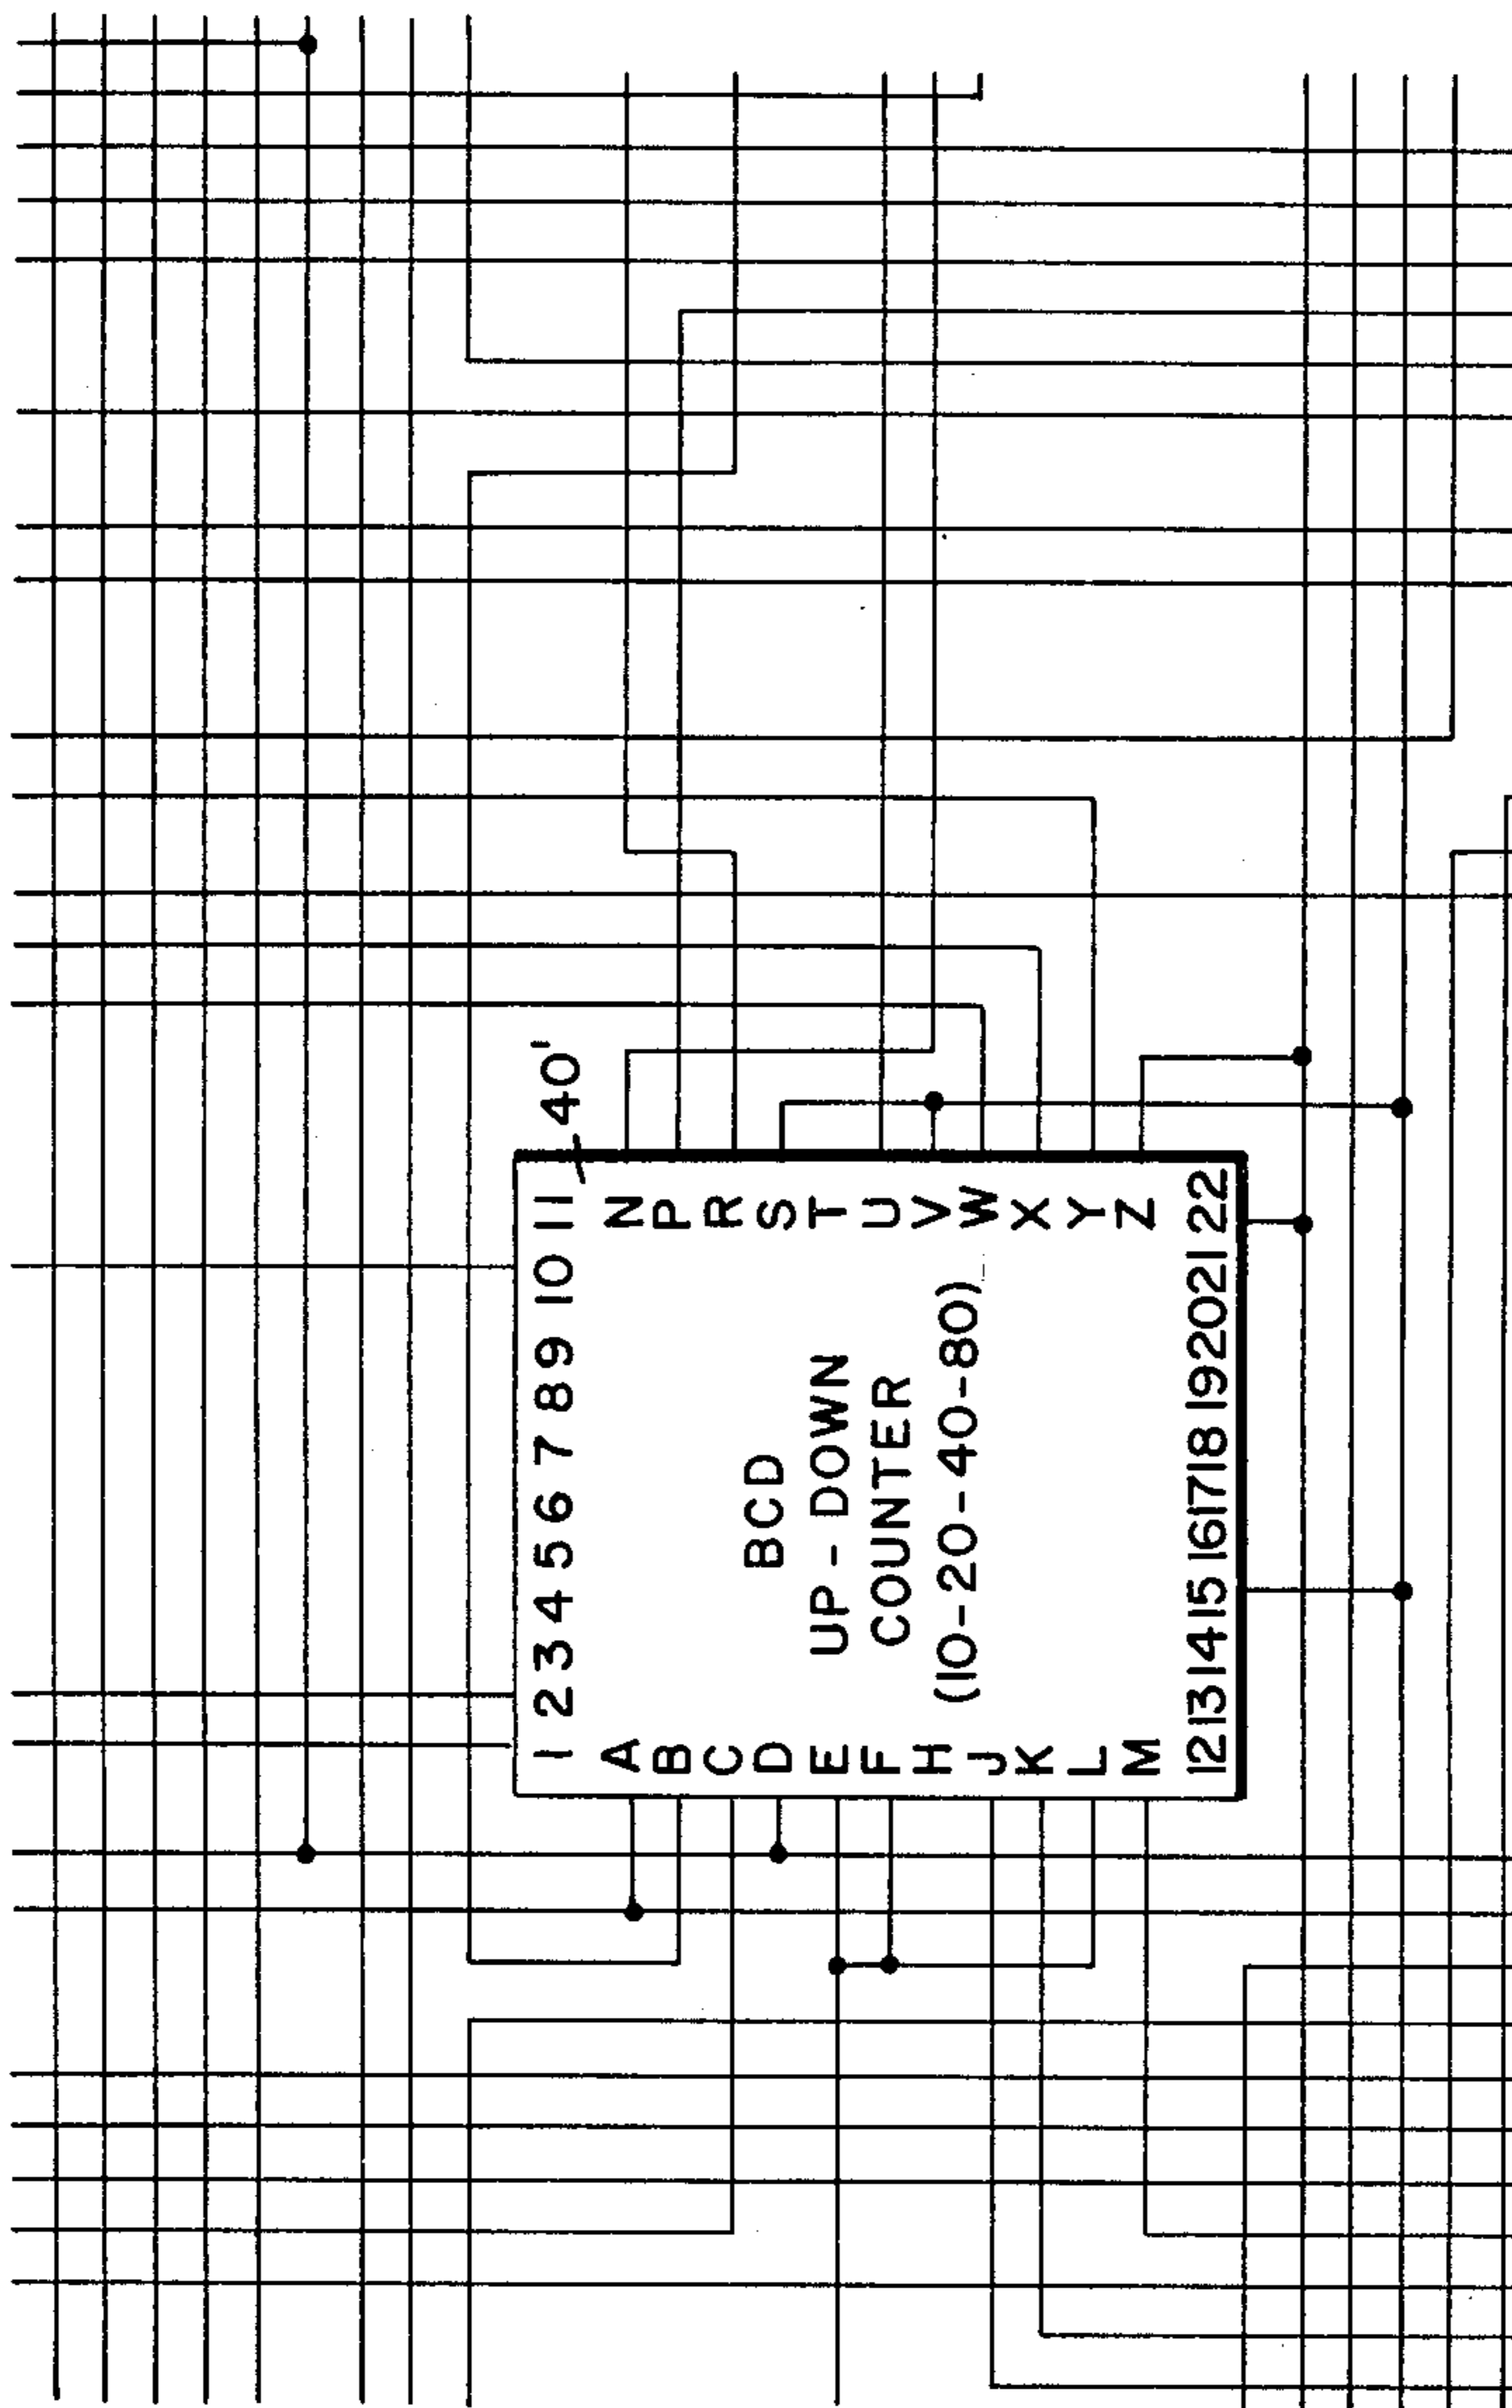 40'
1 2 3 4 5 6 7 8 9 10 11
A
B
C
D
E
F
H
J
K
L
M
BCD
UP-DOWN
COUNTER
(10-20-40-80)
N
P
R
S
T
U
V
W
X
Y
Z
12 13 14 15 16 17 18 19 20 21 22